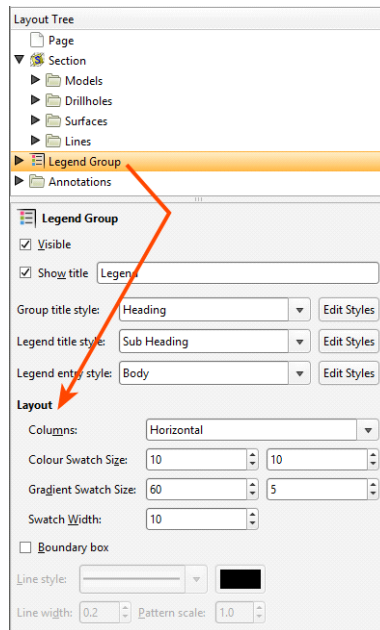 Layout Tree
Page
Section
Models
Drillholes
Surfaces
Lines
Legend Group
Annotations
Legend Group
Visible
Show title Legend
Group title style: Heading Edit Styles
Legend title style: Sub Heading Edit Styles
Legend entry style: Body Edit Styles
Layout
Columns: Horizontal
Colour Swatch Size: 10 10
Gradient Swatch Size: 60 5
Swatch Width: 10
Boundary box
Line style:
Line width: 0.2 Pattern scale: 1.0